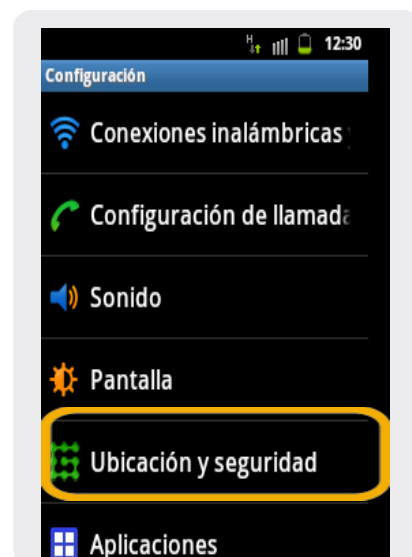 H
12:30
Configuración
Conexiones inalámbricas
Configuración de llamada
Sonido
Pantalla
Ubicación y seguridad
Aplicaciones